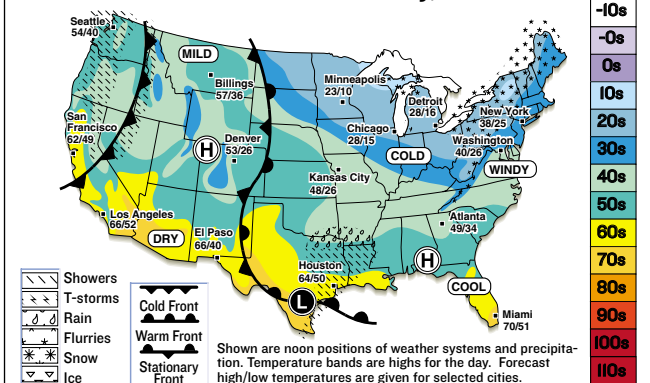 Seattle
54/40
MILD
Billings
57/36
Minneapolis
23/10
Detroit
28/16
New York
38/25
San
Francisco
62/49
H
Denver
53/26
Chicago
28/15
COLD
Washington
40/26
WINDY
Kansas City
48/26
Los Angeles
66/52
DRY
El Paso
66/40
Atlanta
49/34
H
Houston
64/50
COOL
L
Miami
70/51
Showers
T-storms
Rain
Flurries
Snow
Ice
Cold Front
Warm Front
Stationary
Front
Shown are noon positions of weather systems and precipita-
tion. Temperature bands are highs for the day. Forecast
high/low temperatures are given for selected cities.
-10s
-0s
0s
10s
20s
30s
40s
50s
60s
70s
80s
90s
100s
110s